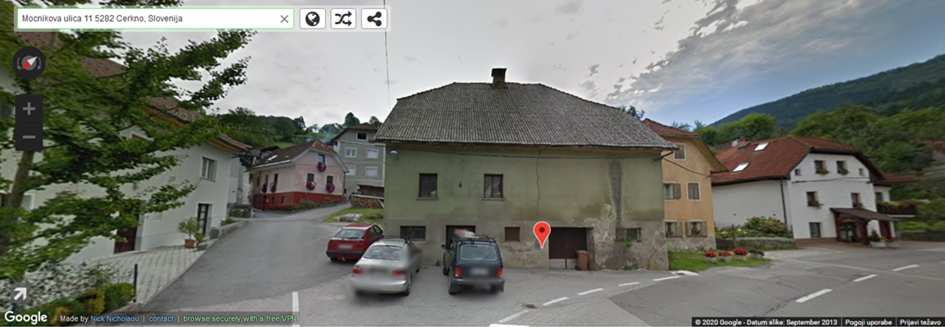 Mocnikova ulica 11 5282 Cerkno, Slovenija
Google
Made by Nick Nicholaou | contact | browse securely with a free VPN
© 2020 Google - Datum slike: September 2013 Pogoji uporabe Prijavi težavo